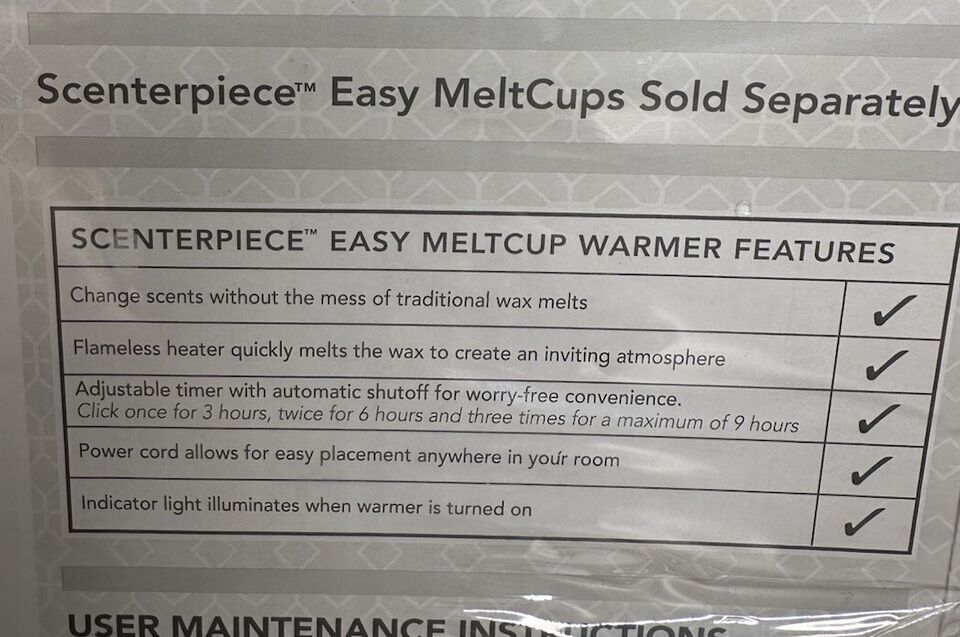 Scenterpiece™ Easy MeltCups Sold Separately
SCENTERPIECE™ EASY MELTCUP WARMER FEATURES
Change scents without the mess of traditional wax melts ✓
Flameless heater quickly melts the wax to create an inviting atmosphere ✓
Adjustable timer with automatic shutoff for worry-free convenience.
Click once for 3 hours, twice for 6 hours and three times for a maximum of 9 hours ✓
Power cord allows for easy placement anywhere in your room ✓
Indicator light illuminates when warmer is turned on ✓
USER MAINTENANCE INSTRUCTIONS